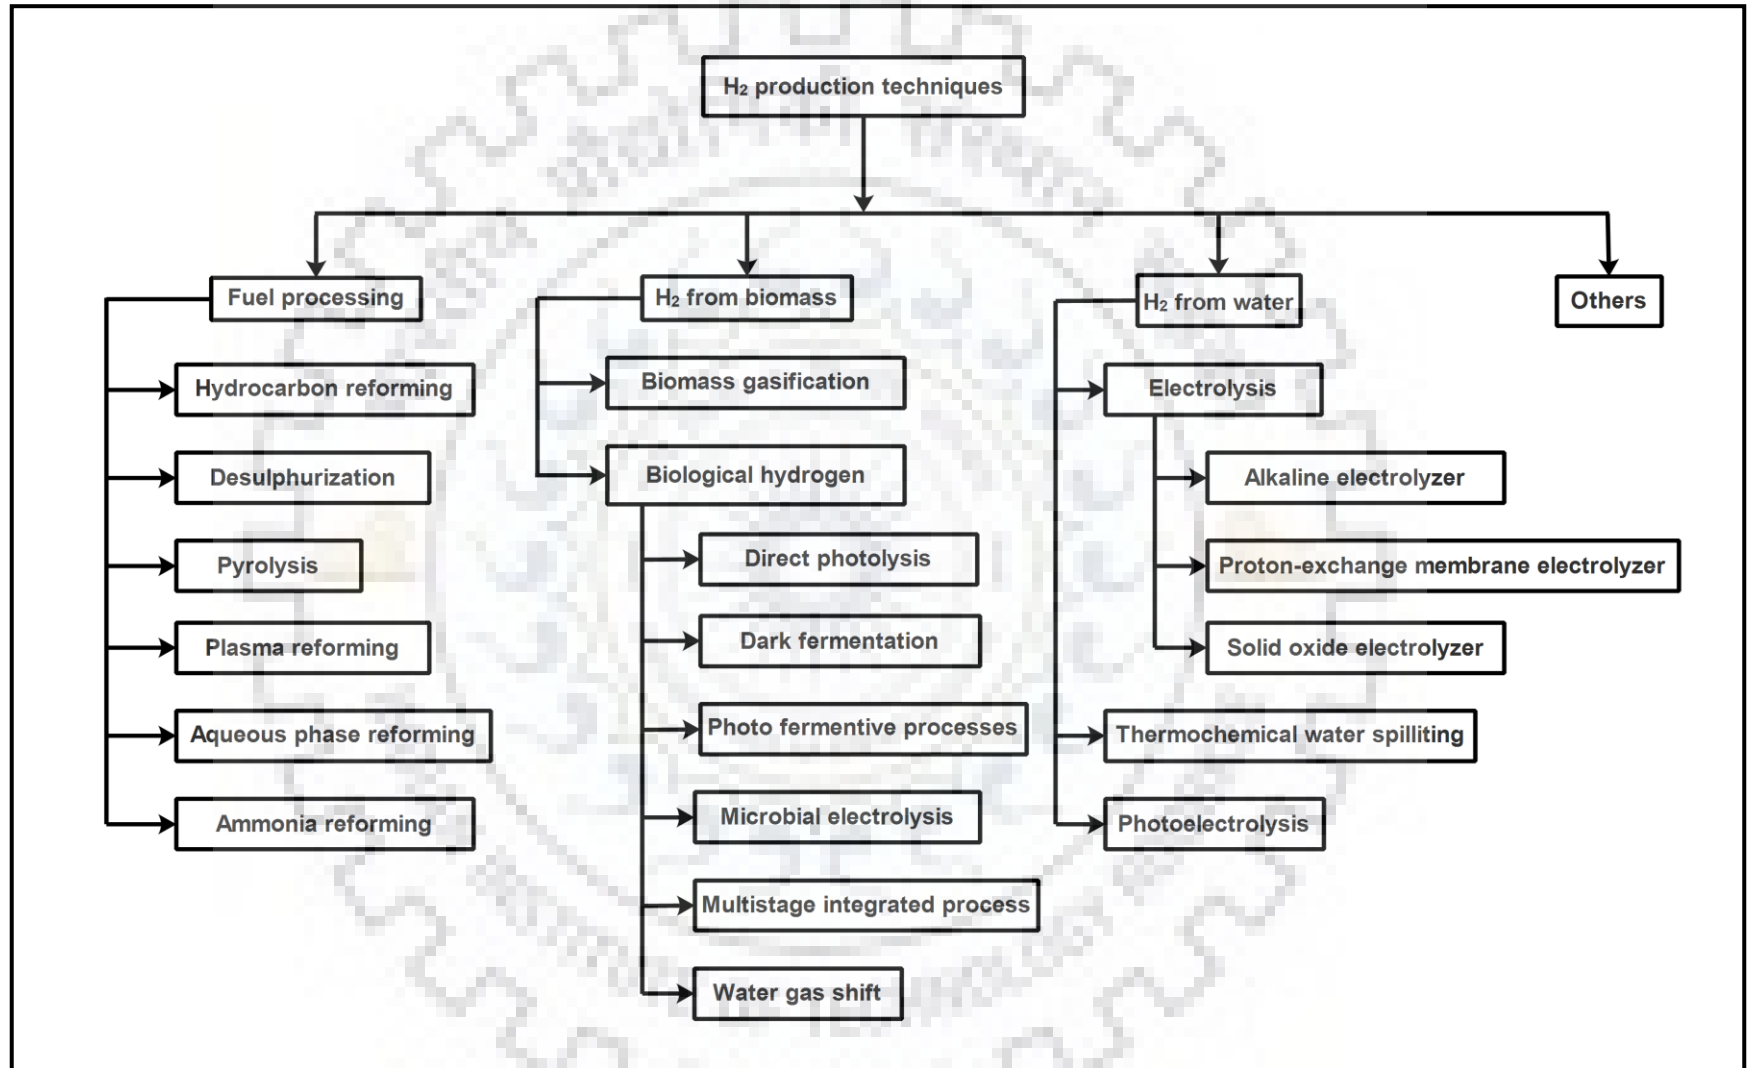 H₂ production techniques
Fuel processing
Hydrocarbon reforming
Desulphurization
Pyrolysis
Plasma reforming
Aqueous phase reforming
Ammonia reforming
H₂ from biomass
Biomass gasification
Biological hydrogen
Direct photolysis
Dark fermentation
Photo fermentive processes
Microbial electrolysis
Multistage integrated process
Water gas shift
H₂ from water
Electrolysis
Alkaline electrolyzer
Proton-exchange membrane electrolyzer
Solid oxide electrolyzer
Thermochemical water spilliting
Photoelectrolysis
Others